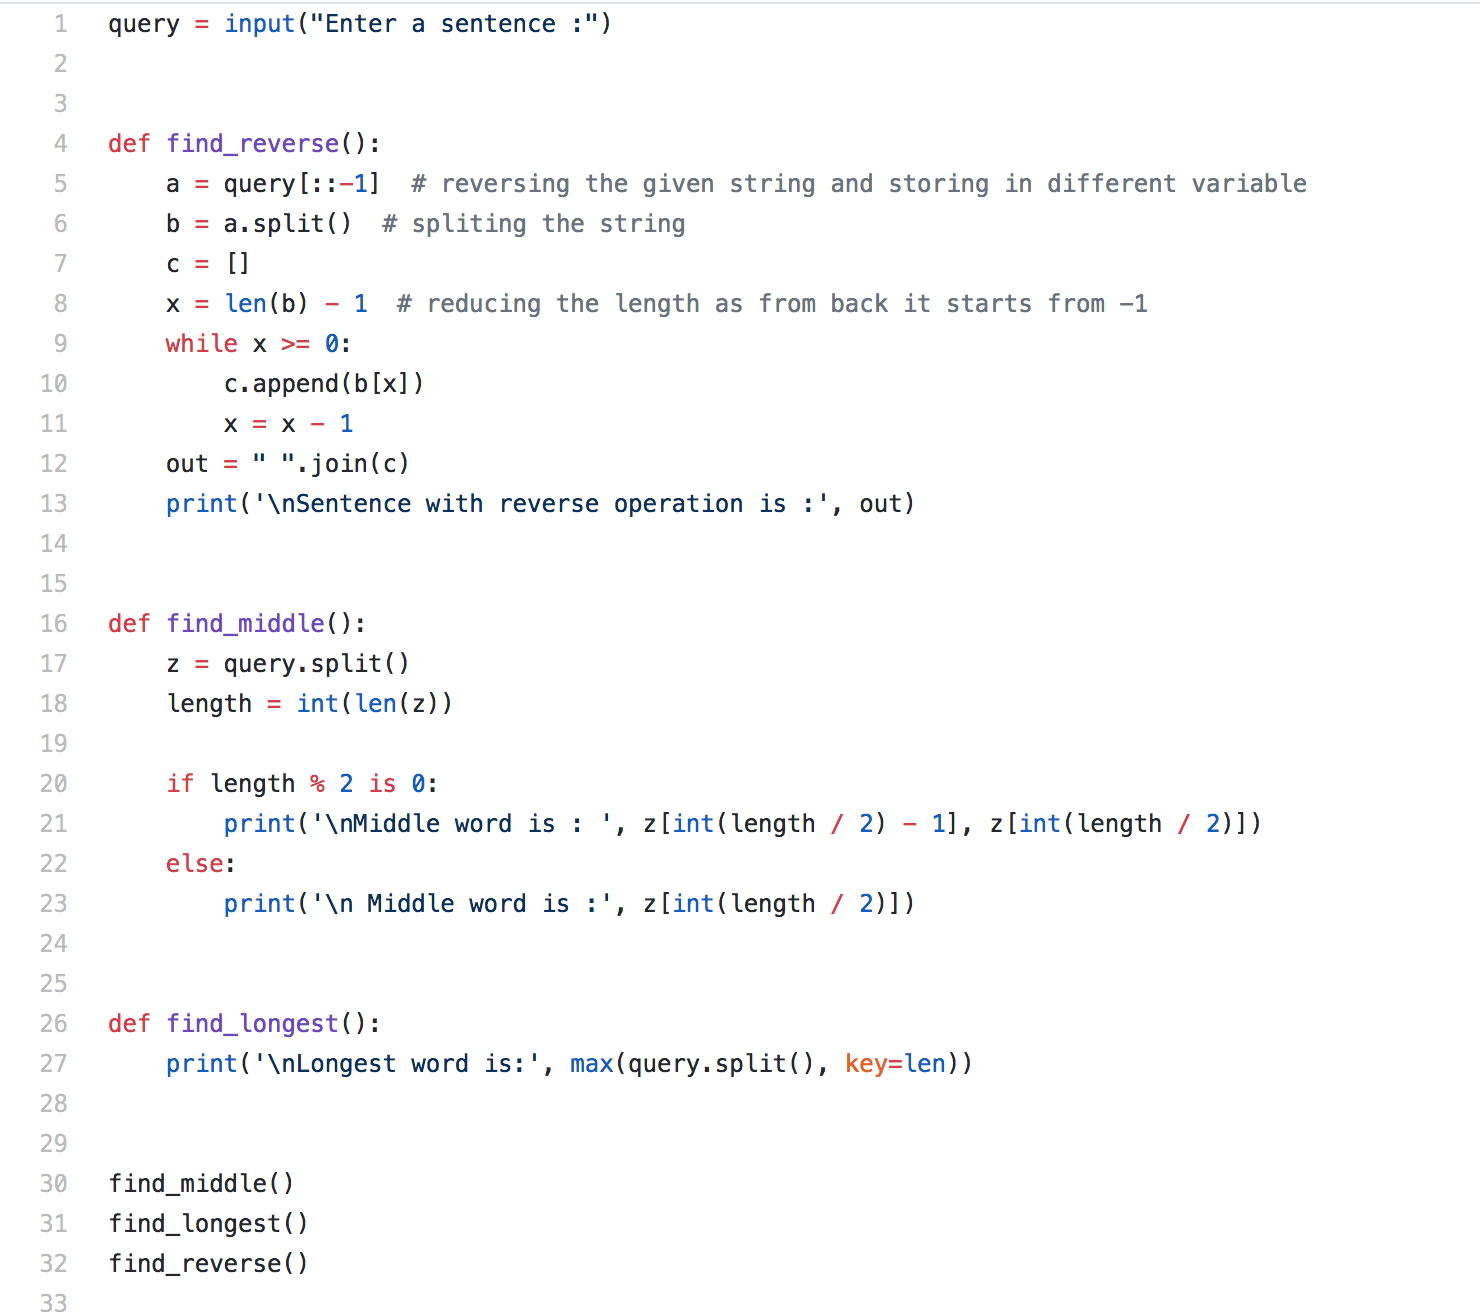 1 query = input("Enter a sentence :")
2
3
4 def find_reverse():
5     a = query[::-1]  # reversing the given string and storing in different variable
6     b = a.split()  # spliting the string
7     c = []
8     x = len(b) - 1  # reducing the length as from back it starts from -1
9     while x >= 0:
10         c.append(b[x])
11         x = x - 1
12     out = " ".join(c)
13     print('\nSentence with reverse operation is :', out)
14
15
16 def find_middle():
17     z = query.split()
18     length = int(len(z))
19
20     if length % 2 is 0:
21         print('\nMiddle word is : ', z[int(length / 2) - 1], z[int(length / 2)])
22     else:
23         print('\n Middle word is :', z[int(length / 2)])
24
25
26 def find_longest():
27     print('\nLongest word is:', max(query.split(), key=len))
28
29
30 find_middle()
31 find_longest()
32 find_reverse()
33